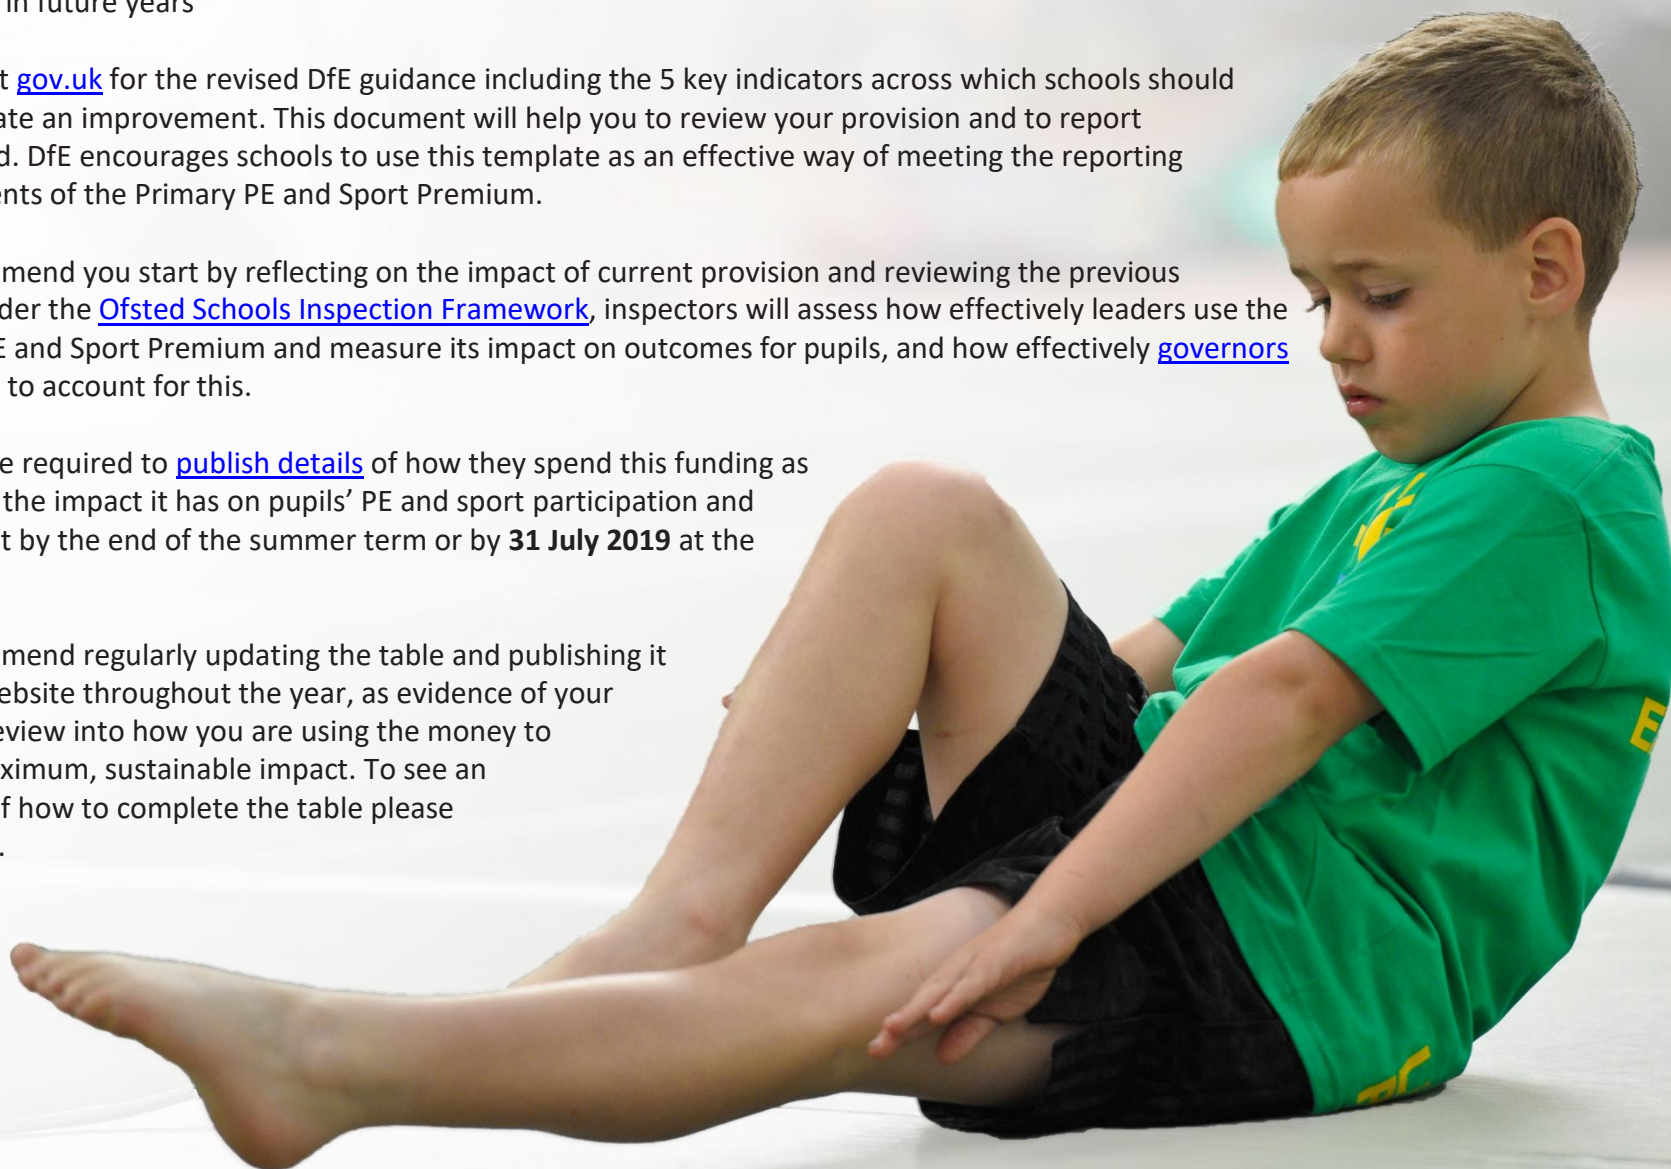 in future years
t gov.uk for the revised DfE guidance including the 5 key indicators across which schools should
ate an improvement. This document will help you to review your provision and to report
d. DfE encourages schools to use this template as an effective way of meeting the reporting
ents of the Primary PE and Sport Premium.
mend you start by reflecting on the impact of current provision and reviewing the previous
der the Ofsted Schools Inspection Framework, inspectors will assess how effectively leaders use the
E and Sport Premium and measure its impact on outcomes for pupils, and how effectively governors
to account for this.
e required to publish details of how they spend this funding as
the impact it has on pupils’ PE and sport participation and
t by the end of the summer term or by 31 July 2019 at the
mend regularly updating the table and publishing it
ebsite throughout the year, as evidence of your
eview into how you are using the money to
ximum, sustainable impact. To see an
f how to complete the table please
.